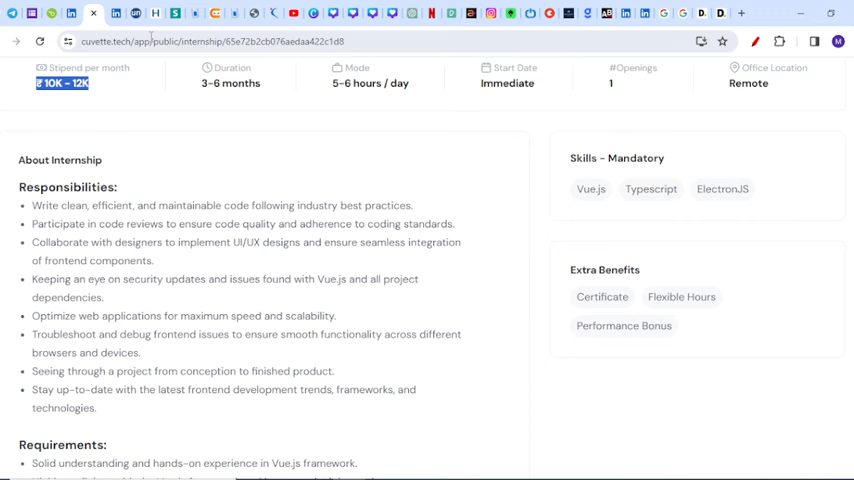 cuvette.tech/app/public/internship/65e72b2cb076aedaa422c1d8
Stipend per month
₹ 10K - 12K
Duration
3-6 months
Mode
5-6 hours / day
Start Date
Immediate
#Openings
1
Office Location
Remote
About Internship
Responsibilities:
Write clean, efficient, and maintainable code following industry best practices.
Participate in code reviews to ensure code quality and adherence to coding standards.
Collaborate with designers to implement UI/UX designs and ensure seamless integration
of frontend components.
Keeping an eye on security updates and issues found with Vue.js and all project
dependencies.
Optimize web applications for maximum speed and scalability.
Troubleshoot and debug frontend issues to ensure smooth functionality across different
browsers and devices.
Seeing through a project from conception to finished product.
Stay up-to-date with the latest frontend development trends, frameworks, and
technologies.
Requirements:
Solid understanding and hands-on experience in Vue.js framework.
Skills - Mandatory
Vue.js
Typescript
ElectronJS
Extra Benefits
Certificate
Flexible Hours
Performance Bonus